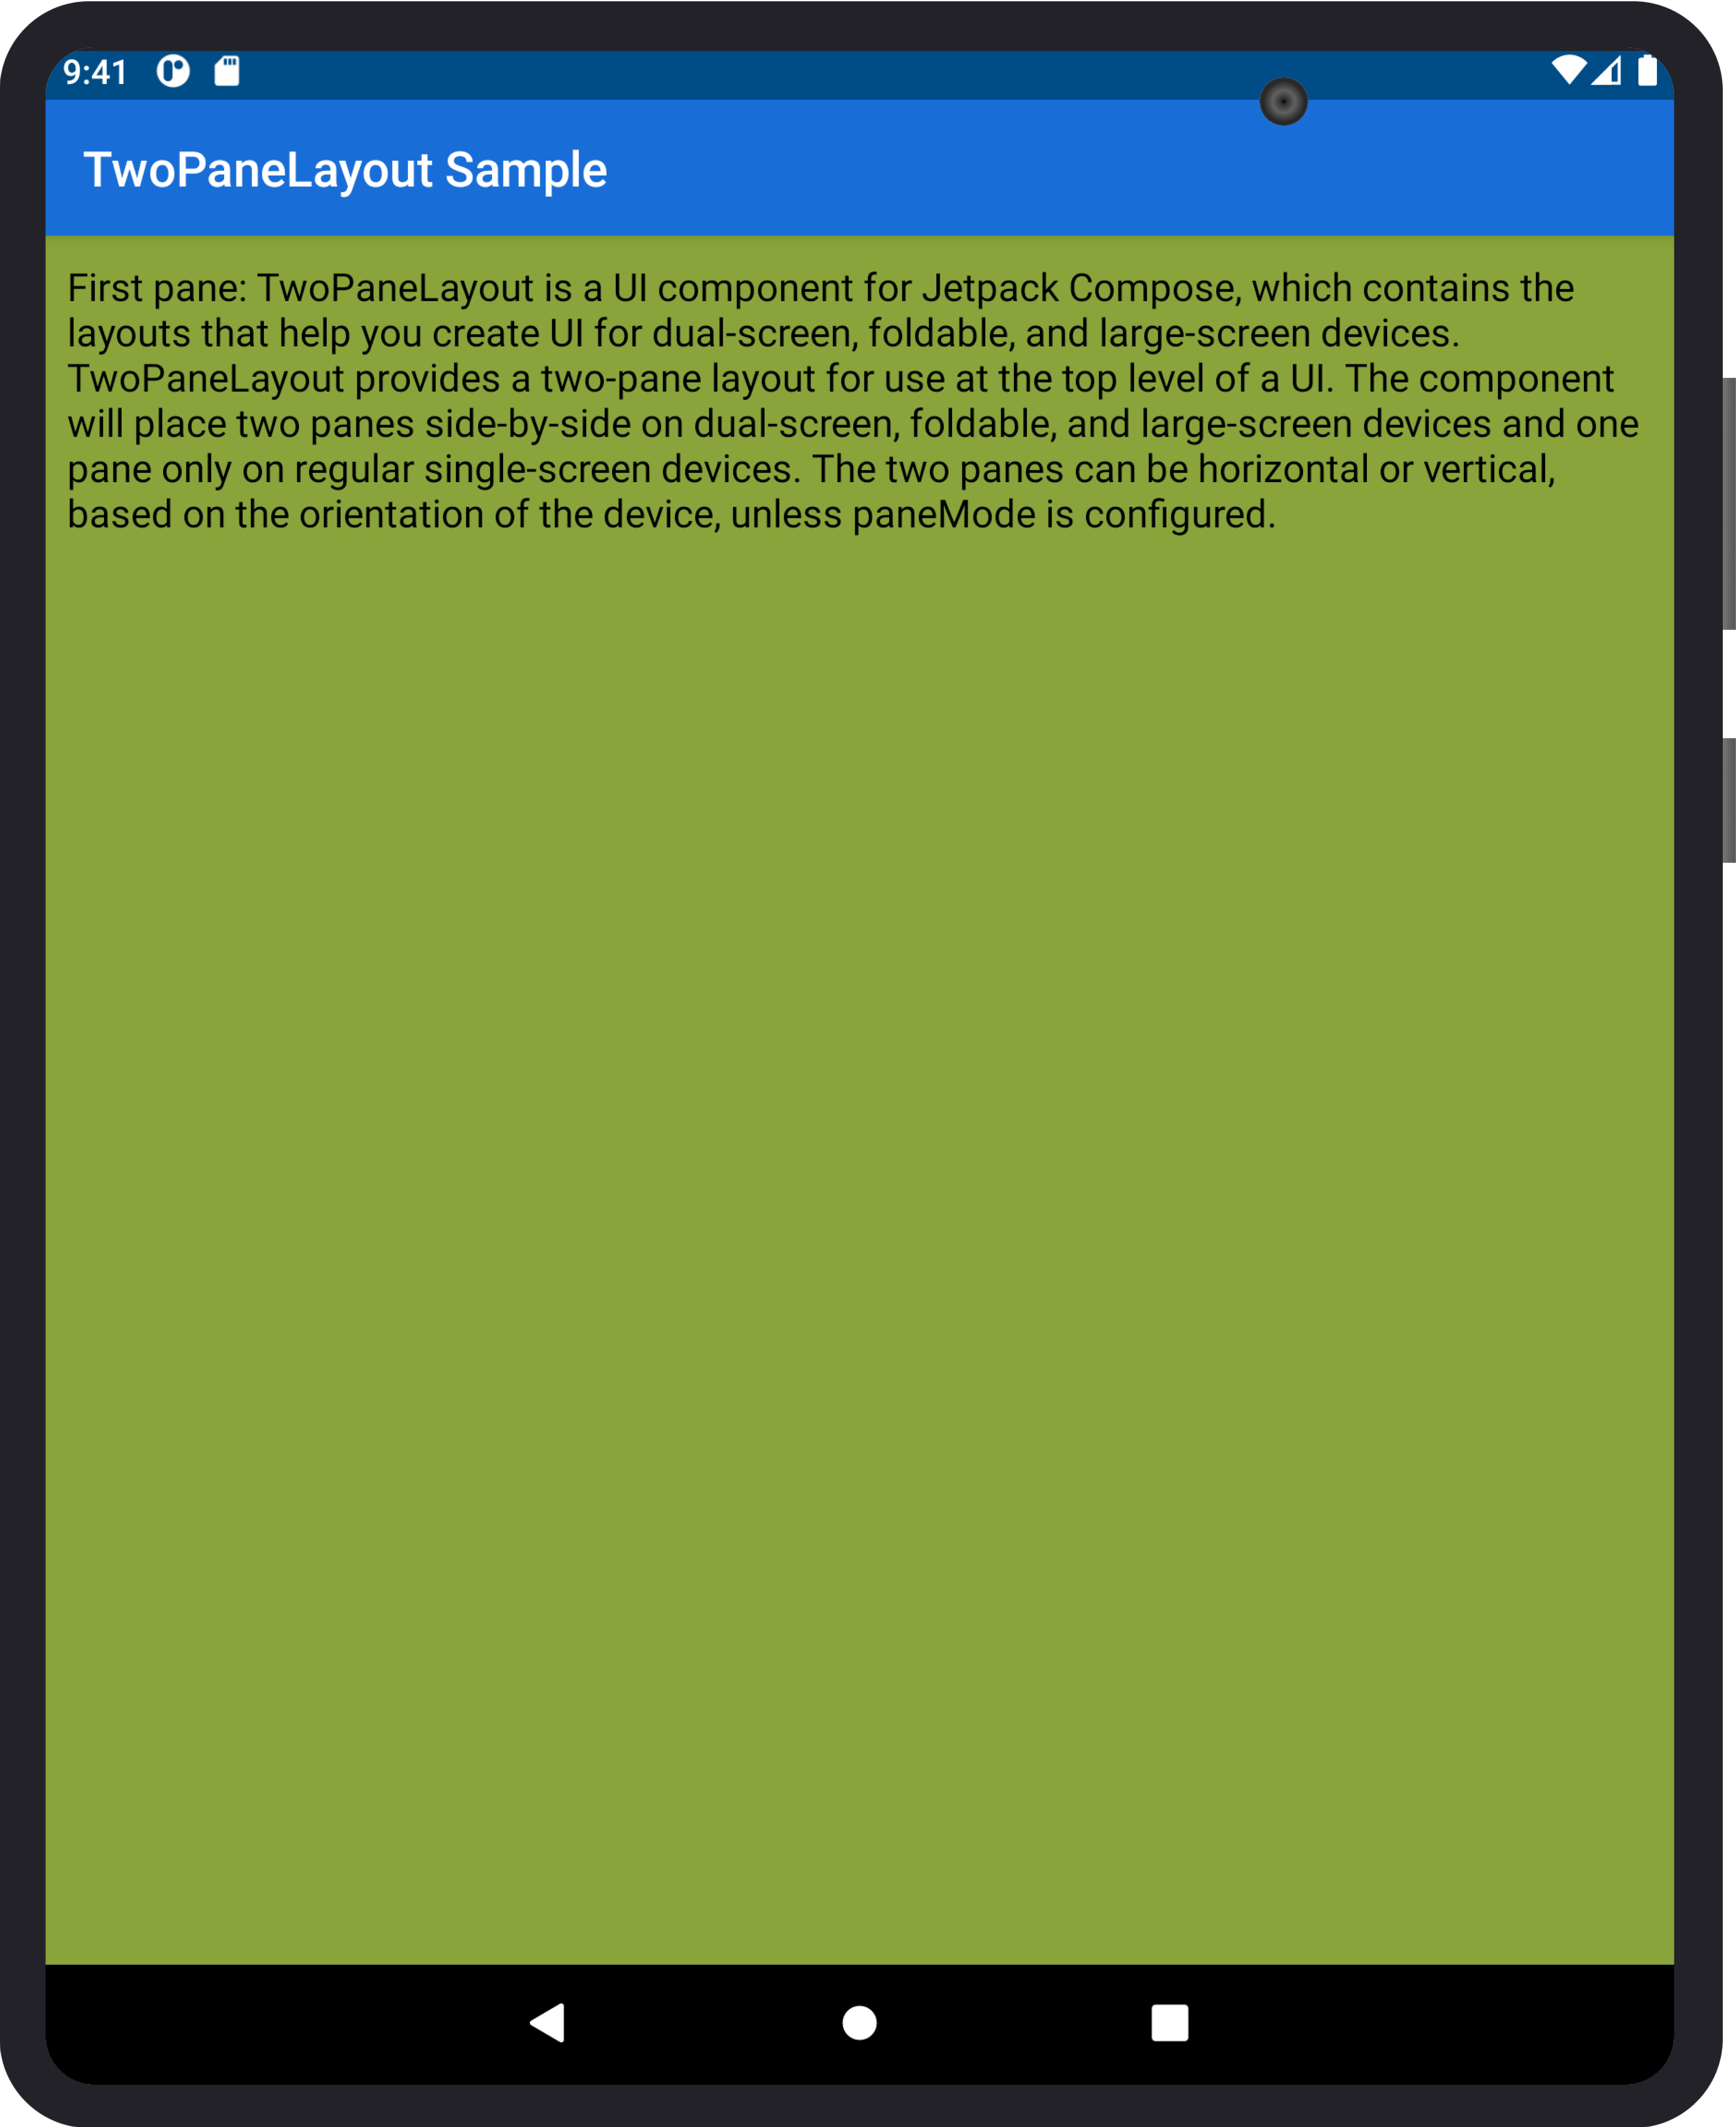 9:41
TwoPaneLayout Sample
First pane: TwoPaneLayout is a UI component for Jetpack Compose, which contains the
layouts that help you create UI for dual-screen, foldable, and large-screen devices.
TwoPaneLayout provides a two-pane layout for use at the top level of a UI. The component
will place two panes side-by-side on dual-screen, foldable, and large-screen devices and one
pane only on regular single-screen devices. The two panes can be horizontal or vertical,
based on the orientation of the device, unless paneMode is configured.